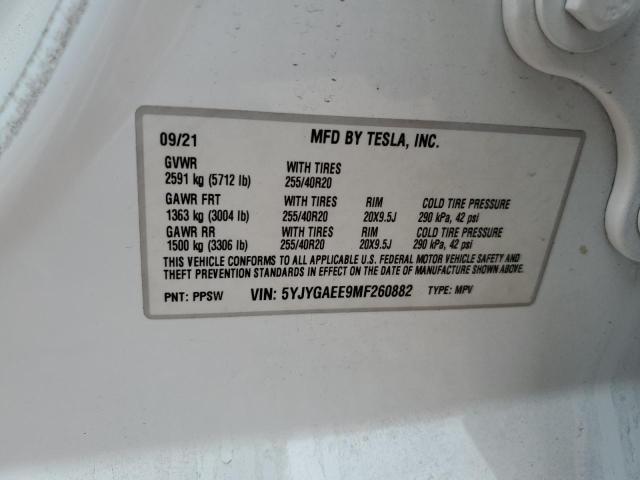 09/21 MFD BY TESLA, INC.
GVWR WITH TIRES
2591 kg (5712 lb) 255/40R20
GAWR FRT WITH TIRES RIM COLD TIRE PRESSURE
1363 kg (3004 lb) 255/40R20 20X9.5J 290 kPa, 42 psi
GAWR RR WITH TIRES RIM COLD TIRE PRESSURE
1500 kg (3306 lb) 255/40R20 20X9.5J 290 kPa, 42 psi
THIS VEHICLE CONFORMS TO ALL APPLICABLE U.S. FEDERAL MOTOR VEHICLE SAFETY AND
THEFT PREVENTION STANDARDS IN EFFECT ON THE DATE OF MANUFACTURE SHOWN ABOVE.
PNT: PPSW VIN: 5YJYGAEE9MF260882 TYPE: MPV